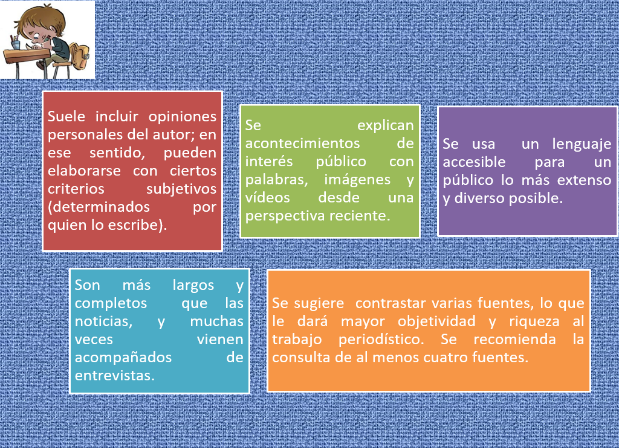 Suele incluir opiniones
personales del autor; en
ese sentido, pueden
elaborarse con ciertos
criterios subjetivos
(determinados por
quien lo escribe).
Se explican
acontecimientos de
interés público con
palabras, imágenes y
vídeos desde una
perspectiva reciente.
Se usa un lenguaje
accesible para un
público lo más extenso
y diverso posible.
Son más largos y
completos que las
noticias, y muchas
veces vienen
acompañados de
entrevistas.
Se sugiere contrastar varias fuentes, lo que
le dará mayor objetividad y riqueza al
trabajo periodístico. Se recomienda la
consulta de al menos cuatro fuentes.